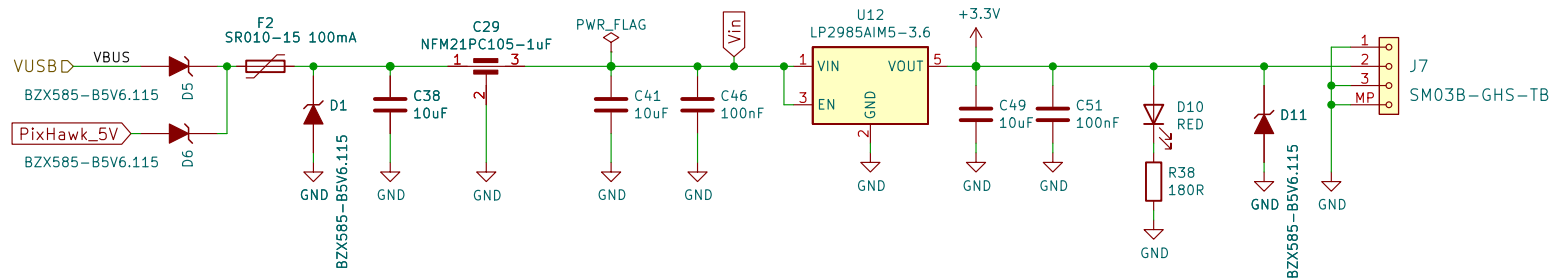 F2
SR010-15 100mA
C29
NFM21PC105-1uF
PWR_FLAG
Vin
U12
LP2985AIM5-3.6
+3.3V
VUSB
VBUS
D5
BZX585-B5V6.115
PixHawk_5V
D6
BZX585-B5V6.115
D1
BZX585-B5V6.115
GND
C38
10uF
GND
1
3
2
GND
C41
10uF
GND
C46
100nF
GND
1
VIN
VOUT
5
3
EN
GND
2
GND
C49
10uF
GND
C51
100nF
GND
D10
RED
R38
180R
GND
D11
BZX585-B5V6.115
GND
GND
1
2
3
MP
J7
SM03B-GHS-TB